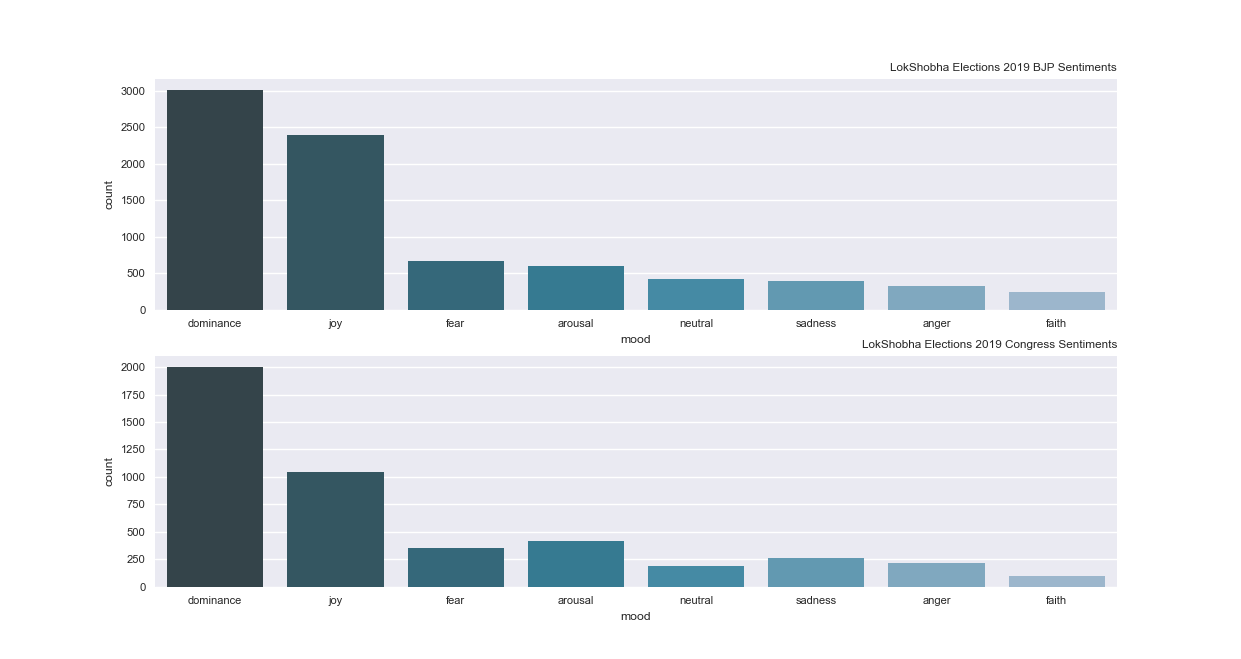 LokShobha Elections 2019 BJP Sentiments
3000
2500
2000
1500
1000
500
0
count
dominance joy fear arousal neutral sadness anger faith
mood
LokShobha Elections 2019 Congress Sentiments
2000
1750
1500
1250
1000
750
500
250
0
count
dominance joy fear arousal neutral sadness anger faith
mood